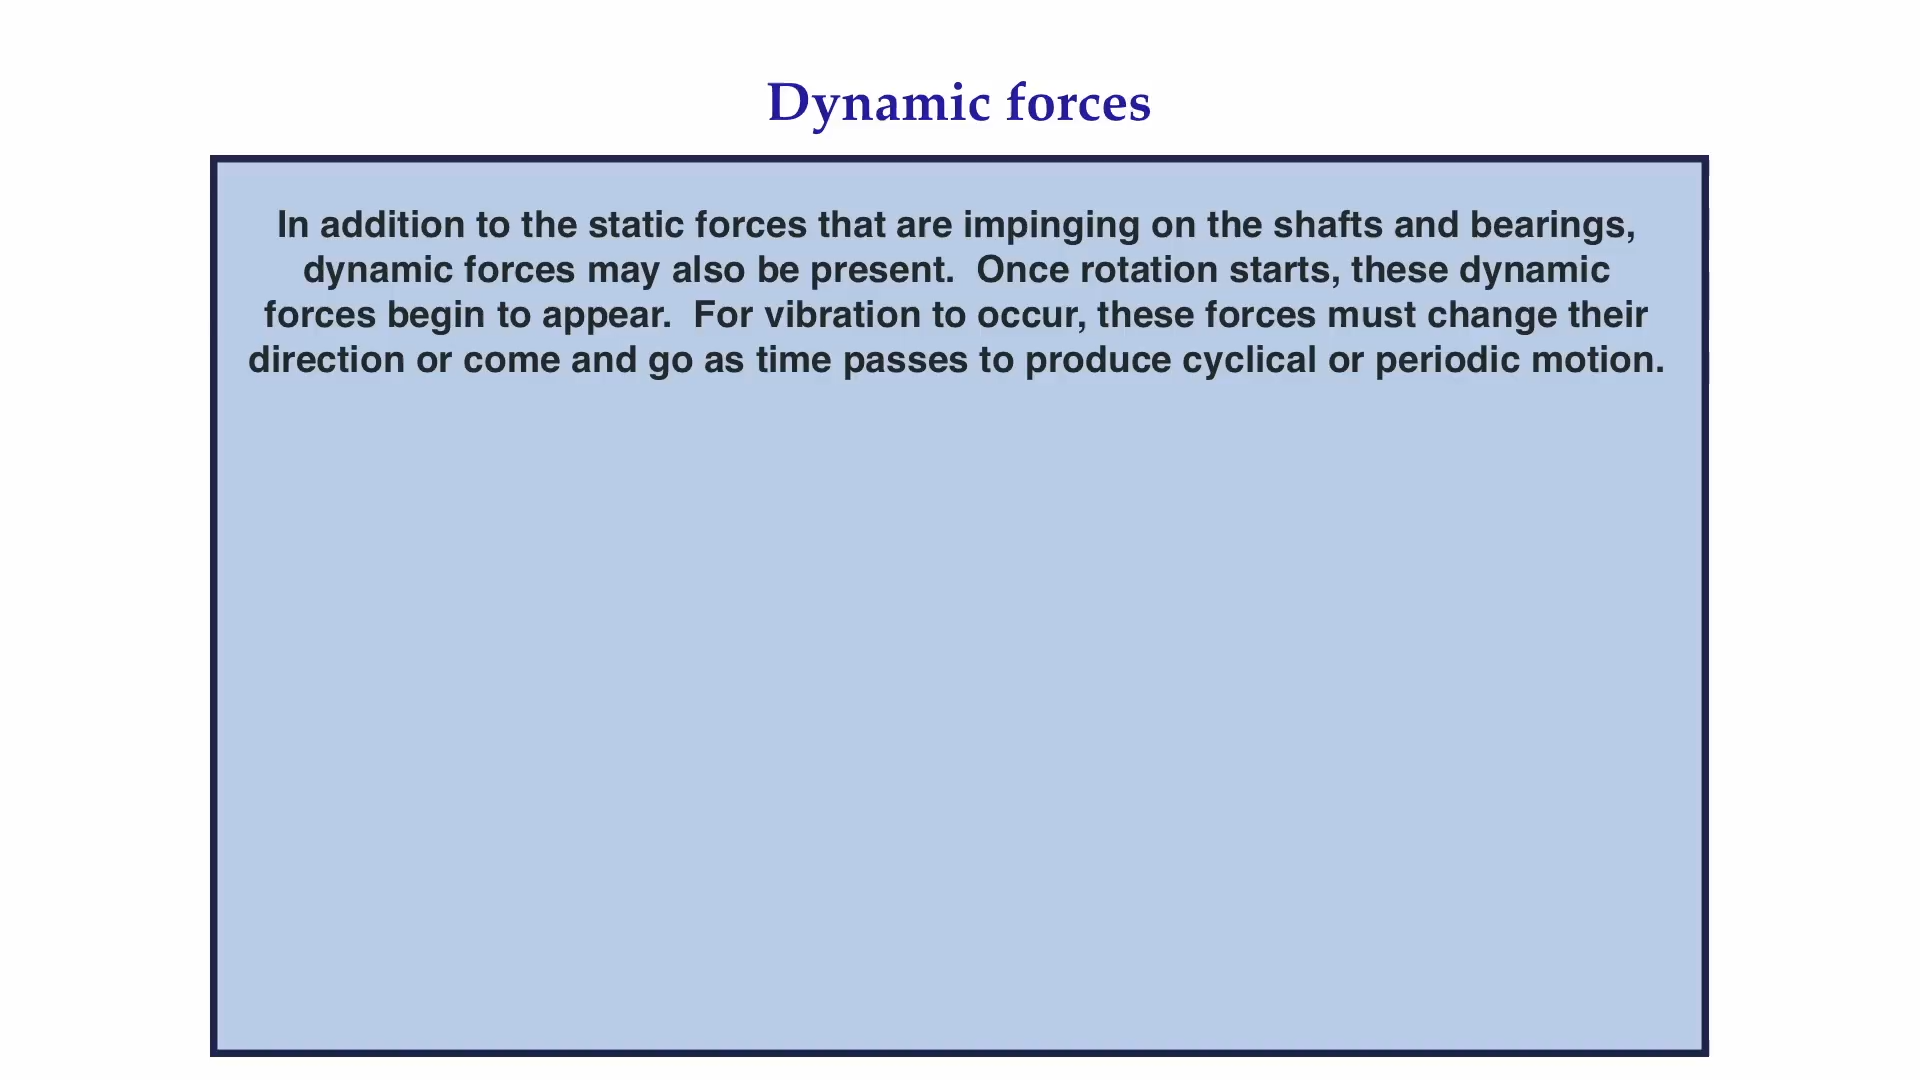 Dynamic forces
In addition to the static forces that are impinging on the shafts and bearings,
dynamic forces may also be present.  Once rotation starts, these dynamic
forces begin to appear.  For vibration to occur, these forces must change their
direction or come and go as time passes to produce cyclical or periodic motion.